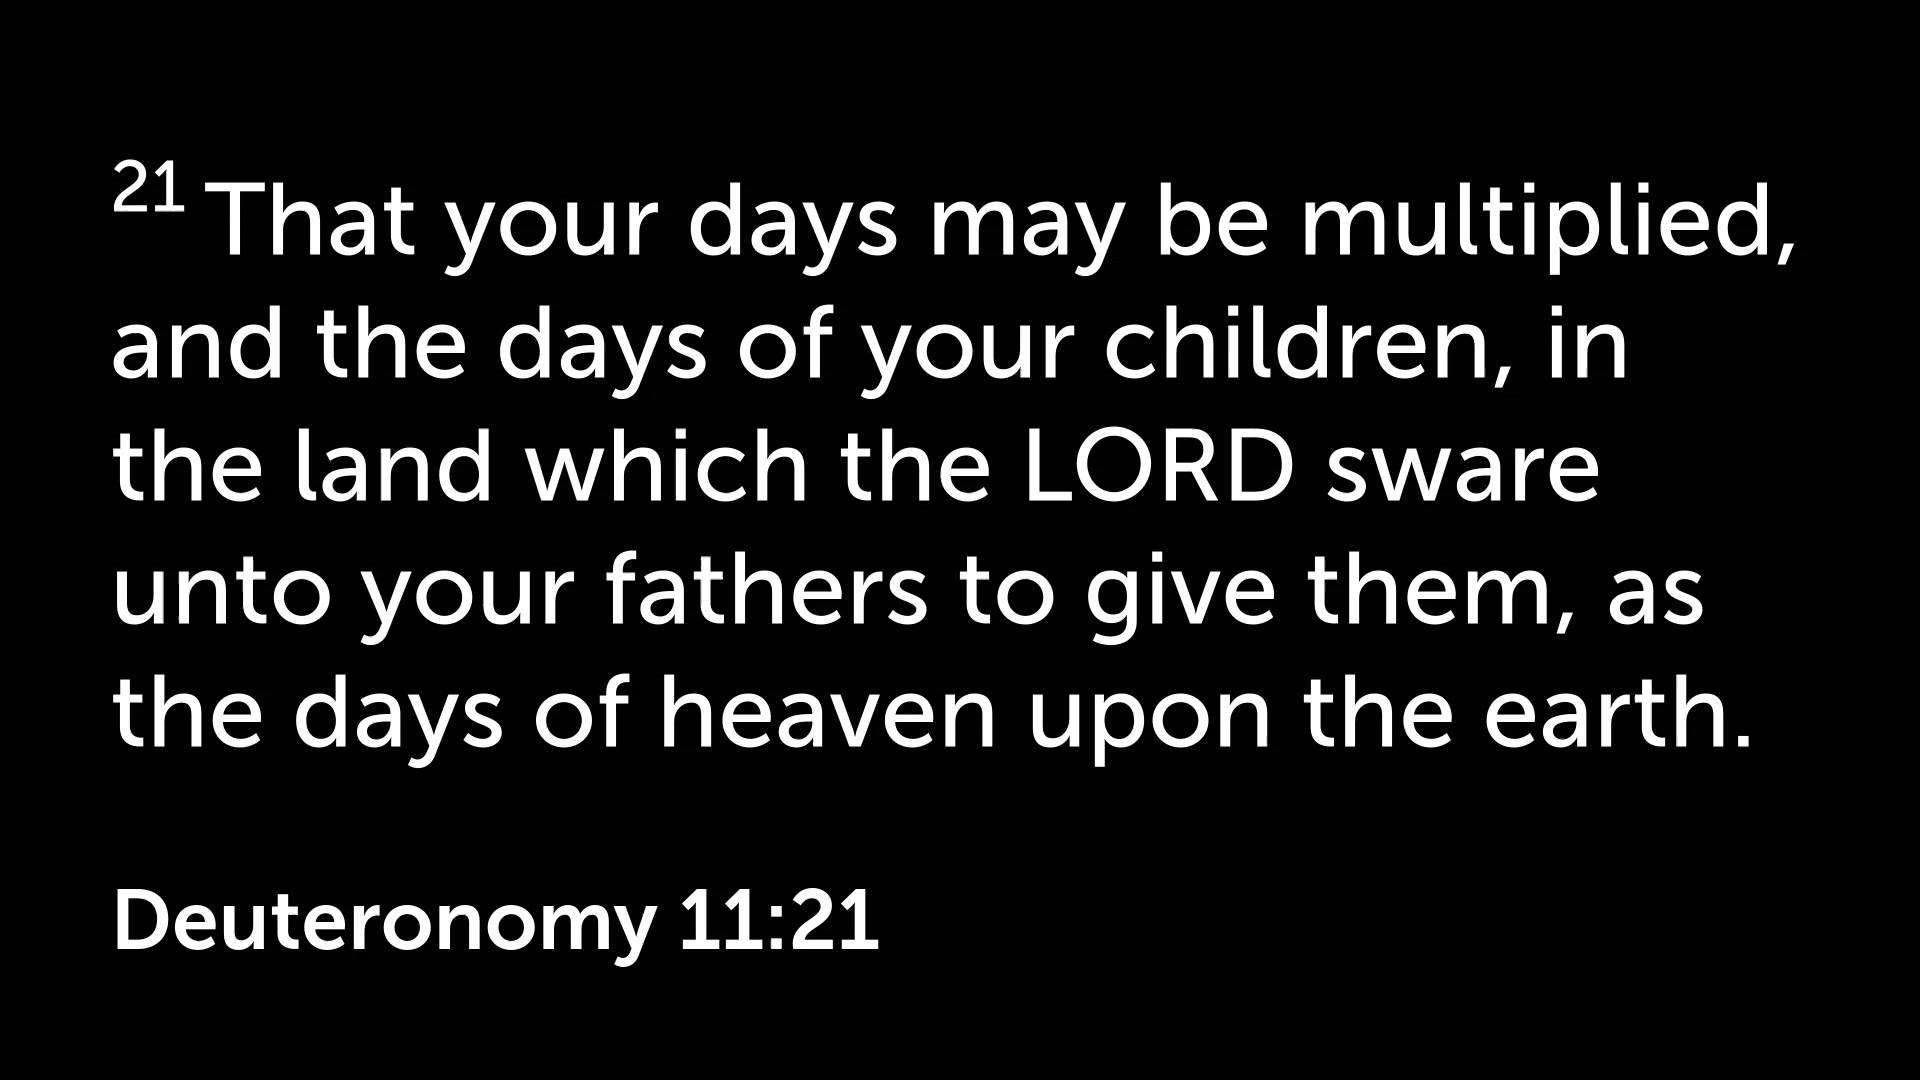 21 That your days may be multiplied,
and the days of your children, in
the land which the LORD sware
unto your fathers to give them, as
the days of heaven upon the earth.
Deuteronomy 11:21